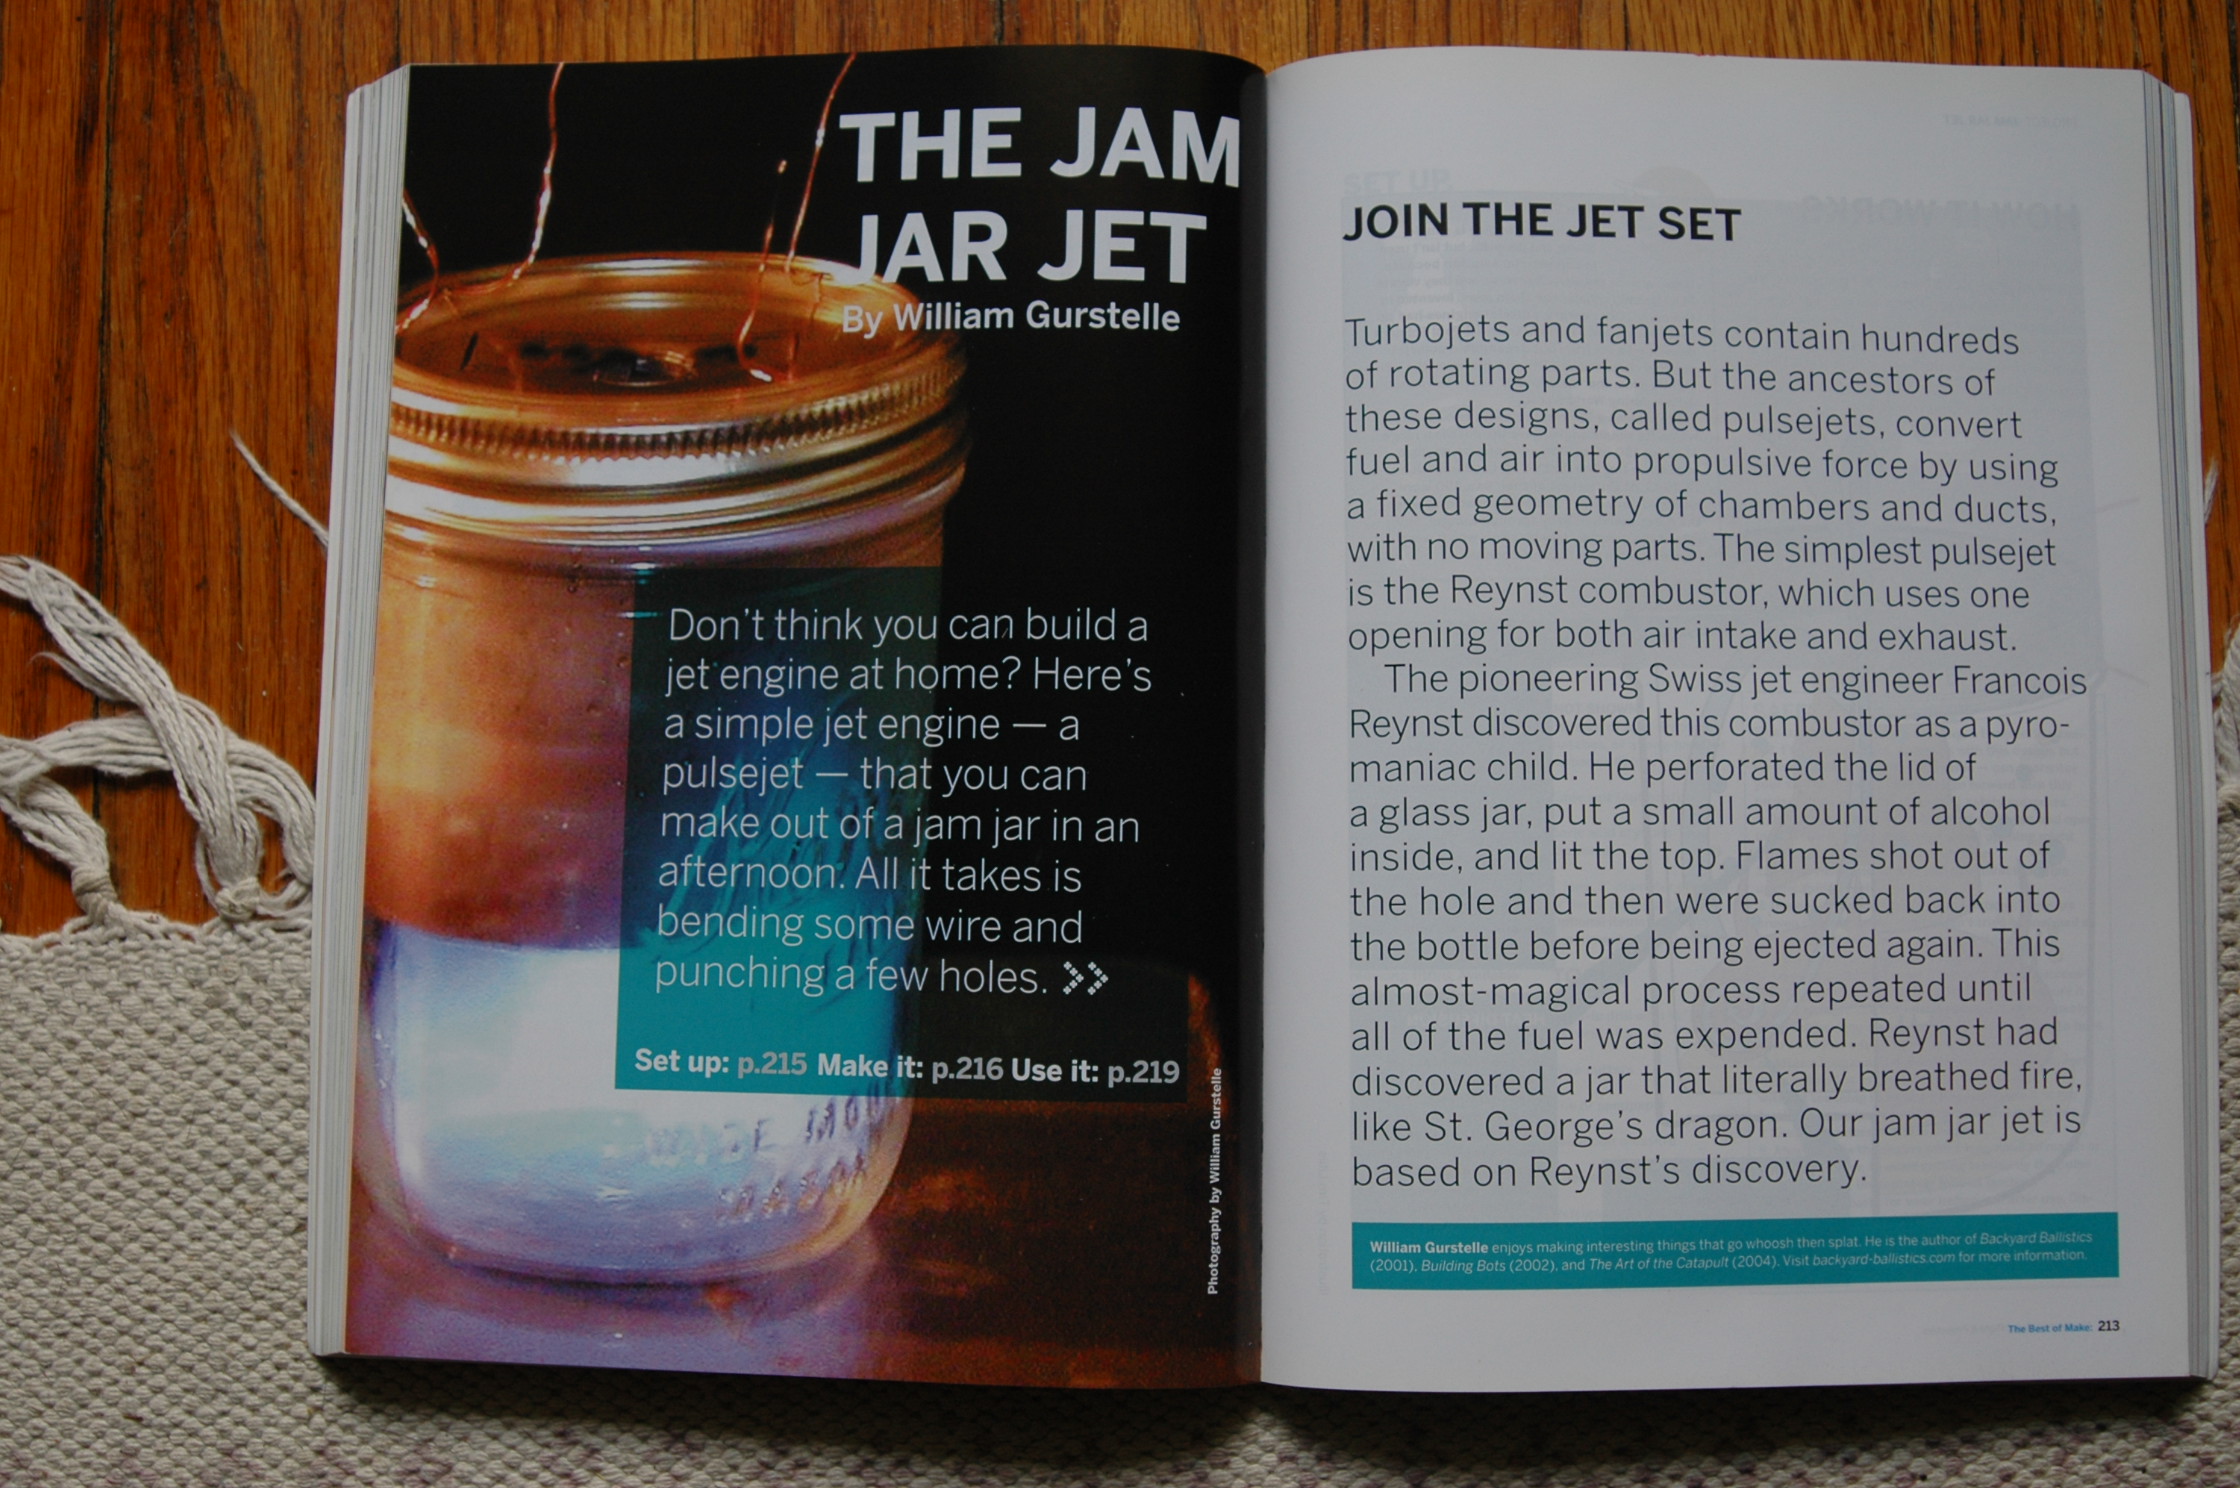 THE JAM
JAR JET
By William Gurstelle
Don't think you can build a
jet engine at home? Here's
a simple jet engine — a
pulsejet — that you can
make out of a jam jar in an
afternoon. All it takes is
bending some wire and
punching a few holes. »
Set up: p.215 Make it: p.216 Use it: p.219
Photography by William Gurstelle
JOIN THE JET SET
Turbojets and fanjets contain hundreds
of rotating parts. But the ancestors of
these designs, called pulsejets, convert
fuel and air into propulsive force by using
a fixed geometry of chambers and ducts,
with no moving parts. The simplest pulsejet
is the Reynst combustor, which uses one
opening for both air intake and exhaust.
The pioneering Swiss jet engineer Francois
Reynst discovered this combustor as a pyro-
maniac child. He perforated the lid of
a glass jar, put a small amount of alcohol
inside, and lit the top. Flames shot out of
the hole and then were sucked back into
the bottle before being ejected again. This
almost-magical process repeated until
all of the fuel was expended. Reynst had
discovered a jar that literally breathed fire,
like St. George's dragon. Our jam jar jet is
based on Reynst's discovery.
William Gurstelle enjoys making interesting things that go whoosh then splat. He is the author of Backyard Ballistics
(2001), Building Bots (2002), and The Art of the Catapult (2004). Visit backyard-ballistics.com for more information.
The Best of Make: 213